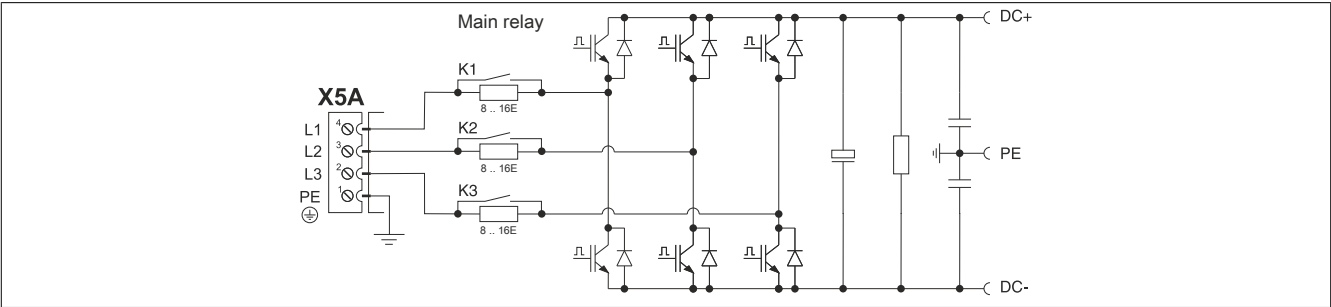 Main relay
DC+
K1
X5A
8 .. 16E
4
L1
K2
3
L2
PE
8 .. 16E
2
L3
K3
1
PE
8 .. 16E
DC-